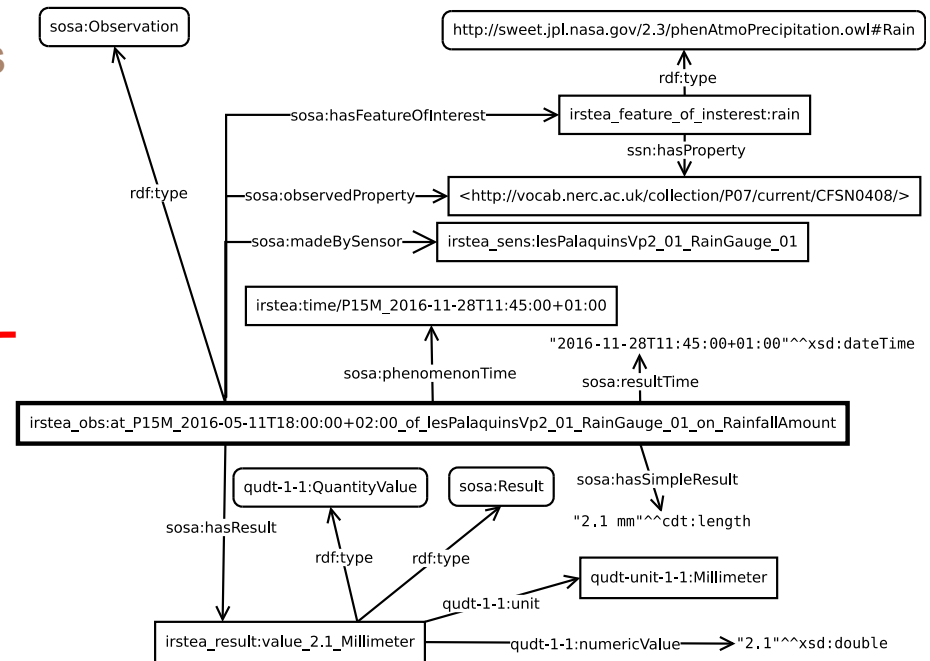 sosa:Observation
http://sweet.jpl.nasa.gov/2.3/phenAtmoPrecipitation.owl#Rain
s
rdf:type
sosa:hasFeatureOfInterest
irstea_feature_of_insterest:rain
ssn:hasProperty
rdf:type
sosa:observedProperty
<http://vocab.nerc.ac.uk/collection/P07/current/CFSN0408/>
sosa:madeBySensor
irstea_sens:lesPalaquinsVp2_01_RainGauge_01
irstea:time/P15M_2016-11-28T11:45:00+01:00
"2016-11-28T11:45:00+01:00"^^xsd:dateTime
sosa:phenomenonTime
sosa:resultTime
irstea_obs:at_P15M_2016-05-11T18:00:00+02:00_of_lesPalaquinsVp2_01_RainGauge_01_on_RainfallAmount
qudt-1-1:QuantityValue
sosa:Result
sosa:hasSimpleResult
sosa:hasResult
"2.1 mm"^^cdt:length
rdf:type
rdf:type
qudt-unit-1-1:Millimeter
qudt-1-1:unit
irstea_result:value_2.1_Millimeter
qudt-1-1:numericValue
"2.1"^^xsd:double